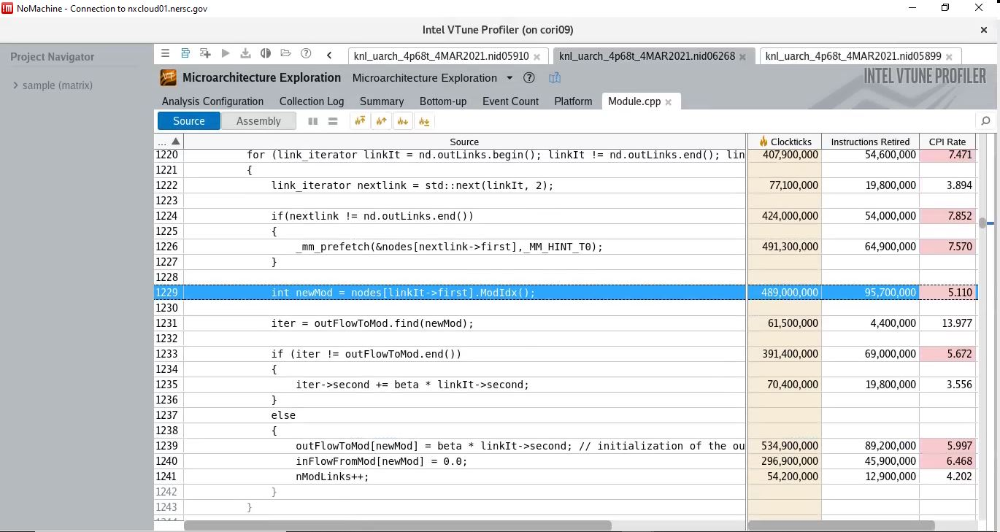 NoMachine - Connection to nxcloud01.nersc.gov
Intel VTune Profiler (on cori09)
Project Navigator
sample (matrix)
knl_uarch_4p68t_4MAR2021.nid05910 knl_uarch_4p68t_4MAR2021.nid06268 knl_uarch_4p68t_4MAR2021.nid05899
Microarchitecture Exploration Microarchitecture Exploration INTEL VTUNE PROFILER
Analysis Configuration Collection Log Summary Bottom-up Event Count Platform Module.cpp
Source Assembly
... Source Clockticks Instructions Retired CPI Rate
1220 for (link_iterator linkIt = nd.outLinks.begin(); linkIt != nd.outLinks.end(); lin 407,900,000 54,600,000 7.471
1221 {
1222 link_iterator nextlink = std::next(linkIt, 2); 77,100,000 19,800,000 3.894
1223
1224 if(nextlink != nd.outLinks.end()) 424,000,000 54,000,000 7.852
1225 {
1226 _mm_prefetch(&nodes[nextlink->first],_MM_HINT_T0); 491,300,000 64,900,000 7.570
1227 }
1228
1229 int newMod = nodes[linkIt->first].ModIdx(); 489,000,000 95,700,000 5.110
1230
1231 iter = outFlowToMod.find(newMod); 61,500,000 4,400,000 13.977
1232
1233 if (iter != outFlowToMod.end()) 391,400,000 69,000,000 5.672
1234 {
1235 iter->second += beta * linkIt->second; 70,400,000 19,800,000 3.556
1236 }
1237 else
1238 {
1239 outFlowToMod[newMod] = beta * linkIt->second; // initialization of the ou 534,900,000 89,200,000 5.997
1240 inFlowFromMod[newMod] = 0.0; 296,900,000 45,900,000 6.468
1241 nModLinks++; 54,200,000 12,900,000 4.202
1242 }
1243 }